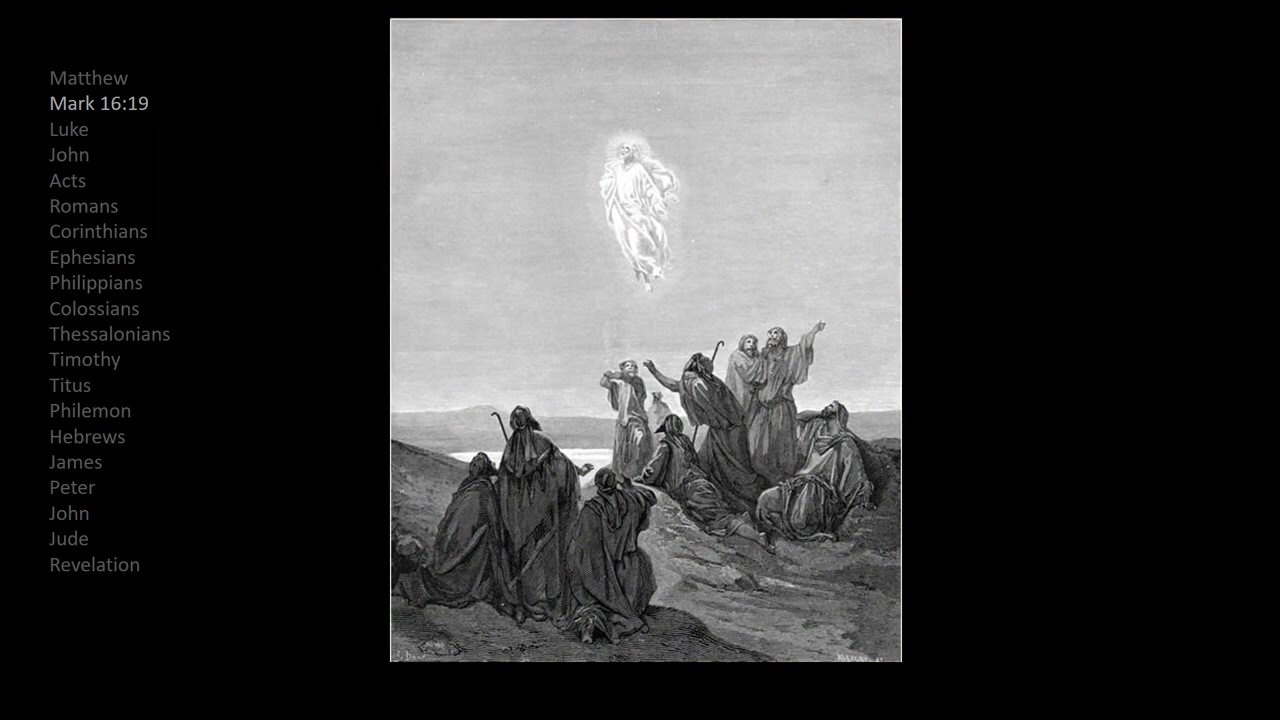 Matthew
Mark 16:19
Luke
John
Acts
Romans
Corinthians
Ephesians
Philippians
Colossians
Thessalonians
Timothy
Titus
Philemon
Hebrews
James
Peter
John
Jude
Revelation